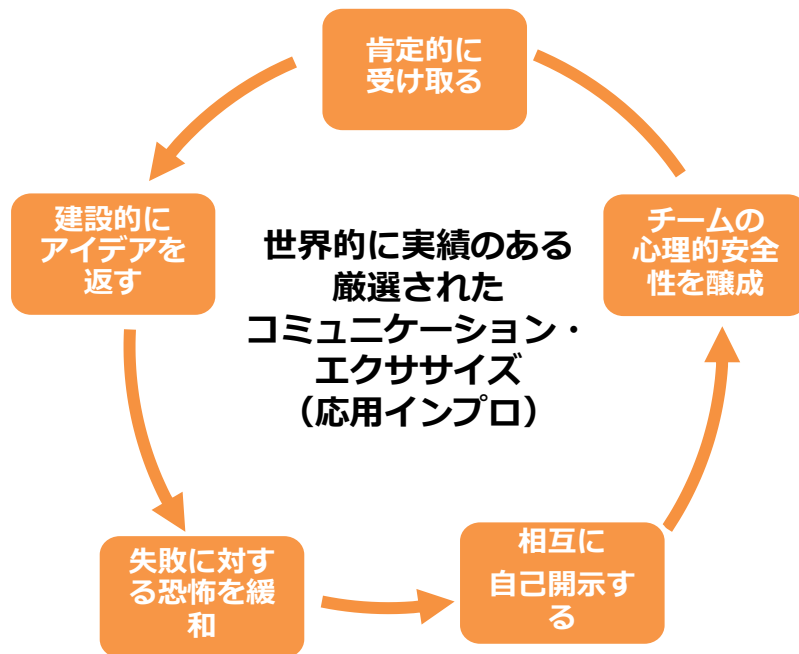 肯定的に
受け取る
建設的に
アイデアを
返す
チームの
心理的安全
性を醸成
世界的に実績のある
厳選された
コミュニケーション・
エクササイズ
（応用インプロ）
失敗に対す
る恐怖を緩
和
相互に
自己開示す
る